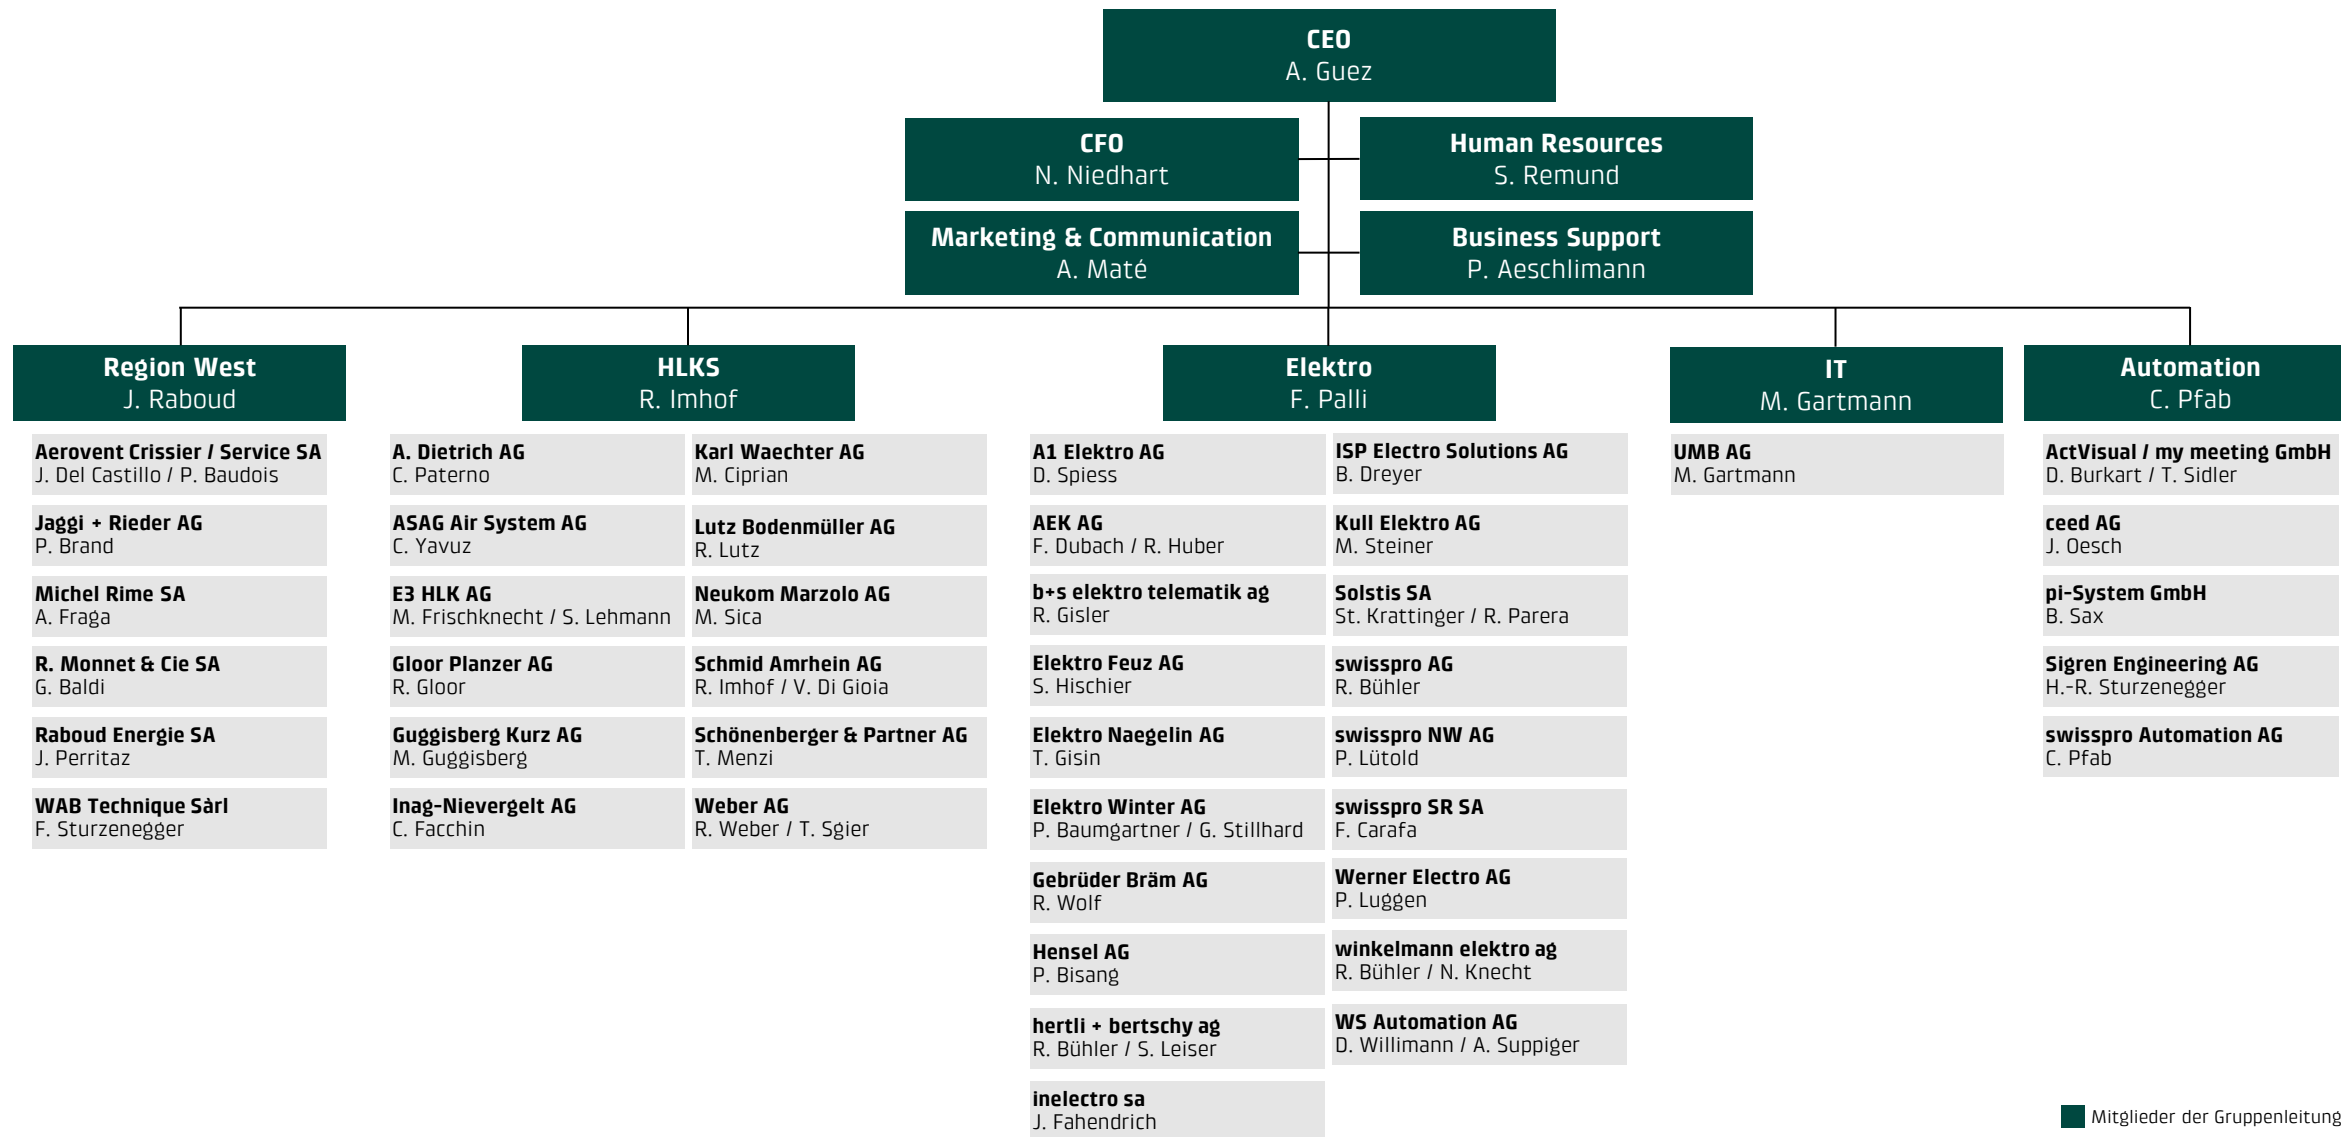 CEO
A. Guez
CFO
N. Niedhart
Human Resources
S. Remund
Marketing & Communication
A. Maté
Business Support
P. Aeschlimann
Region West
J. Raboud
Aerovent Crissier / Service SA
J. Del Castillo / P. Baudois
Jaggi + Rieder AG
P. Brand
Michel Rime SA
A. Fraga
R. Monnet & Cie SA
G. Baldi
Raboud Energie SA
J. Perritaz
WAB Technique Sàrl
F. Sturzenegger
HLKS
R. Imhof
A. Dietrich AG
C. Paterno
ASAG Air System AG
C. Yavuz
E3 HLK AG
M. Frischknecht / S. Lehmann
Gloor Planzer AG
R. Gloor
Guggisberg Kurz AG
M. Guggisberg
Inag-Nievergelt AG
C. Facchin
Karl Waechter AG
M. Ciprian
Lutz Bodenmüller AG
R. Lutz
Neukom Marzolo AG
M. Sica
Schmid Amrhein AG
R. Imhof / V. Di Gioia
Schönenberger & Partner AG
T. Menzi
Weber AG
R. Weber / T. Sgier
Elektro
F. Palli
A1 Elektro AG
D. Spiess
AEK AG
F. Dubach / R. Huber
b+s elektro telematik ag
R. Gisler
Elektro Feuz AG
S. Hischier
Elektro Naegelin AG
T. Gisin
Elektro Winter AG
P. Baumgartner / G. Stillhard
Gebrüder Bräm AG
R. Wolf
Hensel AG
P. Bisang
hertli + bertschy ag
R. Bühler / S. Leiser
inelectro sa
J. Fahendrich
ISP Electro Solutions AG
B. Dreyer
Kull Elektro AG
M. Steiner
Solstis SA
St. Krattinger / R. Parera
swisspro AG
R. Bühler
swisspro NW AG
P. Lütold
swisspro SR SA
F. Carafa
Werner Electro AG
P. Luggen
winkelmann elektro ag
R. Bühler / N. Knecht
WS Automation AG
D. Willimann / A. Suppiger
IT
M. Gartmann
UMB AG
M. Gartmann
Automation
C. Pfab
ActVisual / my meeting GmbH
D. Burkart / T. Sidler
ceed AG
J. Oesch
pi-System GmbH
B. Sax
Sigren Engineering AG
H.-R. Sturzenegger
swisspro Automation AG
C. Pfab
Mitglieder der Gruppenleitung